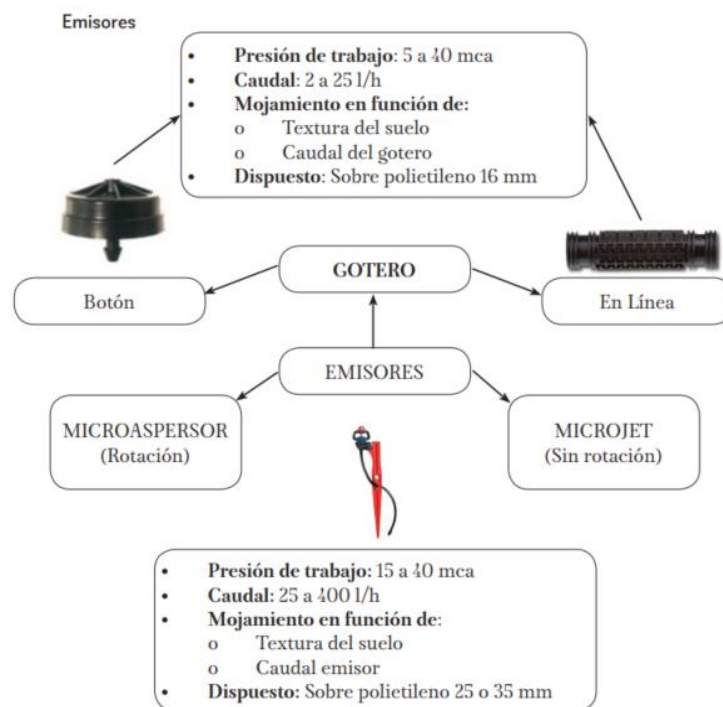 Emisores
• Presión de trabajo: 5 a 40 mca
• Caudal: 2 a 25 l/h
• Mojamiento en función de:
o Textura del suelo
o Caudal del gotero
• Dispuesto: Sobre polietileno 16 mm
GOTERO
Botón
En Línea
EMISORES
MICROASPERSOR
(Rotación)
MICROJET
(Sin rotación)
• Presión de trabajo: 15 a 40 mca
• Caudal: 25 a 400 l/h
• Mojamiento en función de:
o Textura del suelo
o Caudal emisor
• Dispuesto: Sobre polietileno 25 o 35 mm